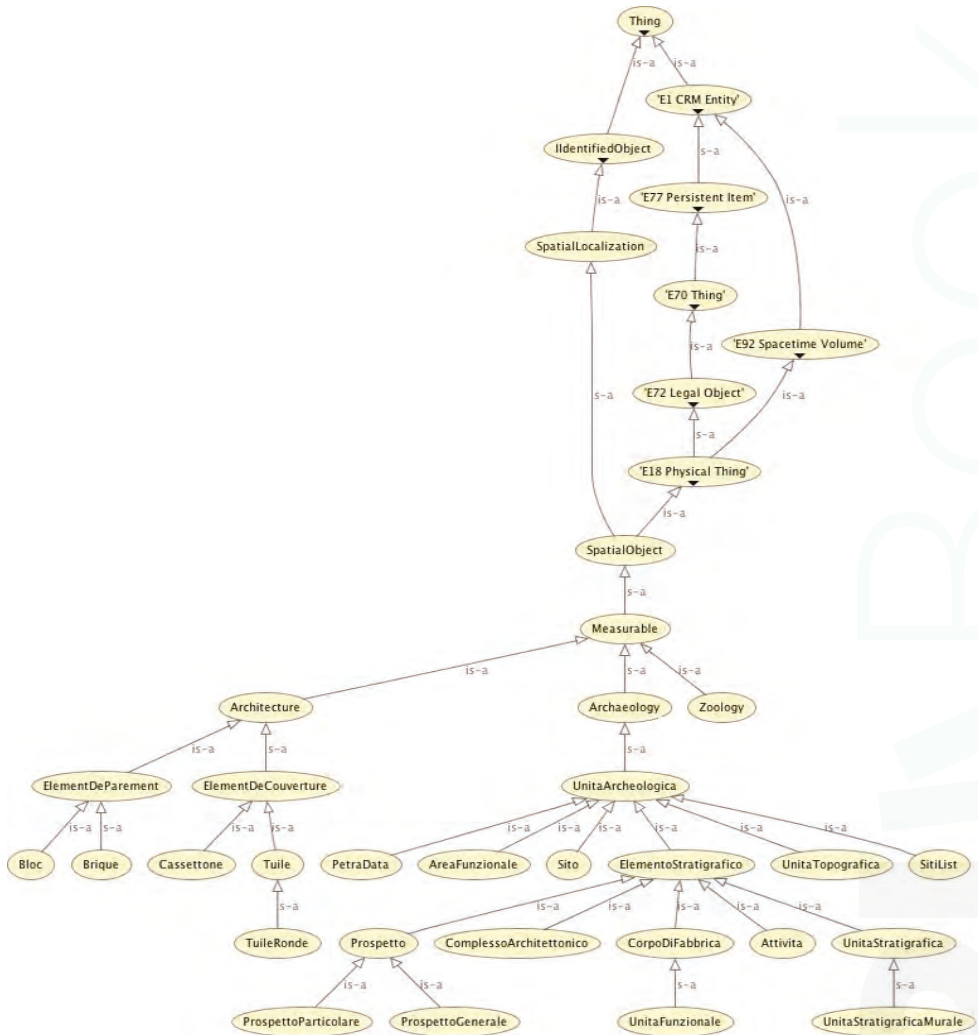 Thing
is-a
is-a
'E1 CRM Entity'
IIdentifiedObject
s-a
'E77 Persistent Item'
is-a
is-a
SpatialLocalization
is-a
'E70 Thing'
'E92 Spacetime Volume'
is-a
s-a
'E72 Legal Object'
is-a
s-a
'E18 Physical Thing'
is-a
SpatialObject
s-a
Measurable
is-a
s-a
is-a
Architecture
Archaeology
Zoology
is-a
s-a
s-a
ElementDeParement
ElementDeCouverture
UnitaArcheologica
is-a
s-a
is-a
is-a
is-a
is-a
is-a
is-a
is-a
is-a
Bloc
Brique
Cassettone
Tuile
PetraData
AreaFunzionale
Sito
ElementoStratigrafico
UnitaTopografica
SitiList
s-a
is-a
is-a
is-a
is-a
is-a
TuileRonde
Prospetto
ComplessoArchitettonico
CorpoDiFabbrica
Attivita
UnitaStratigrafica
is-a
is-a
s-a
s-a
ProspettoParticolare
ProspettoGenerale
UnitaFunzionale
UnitaStratigraficaMurale